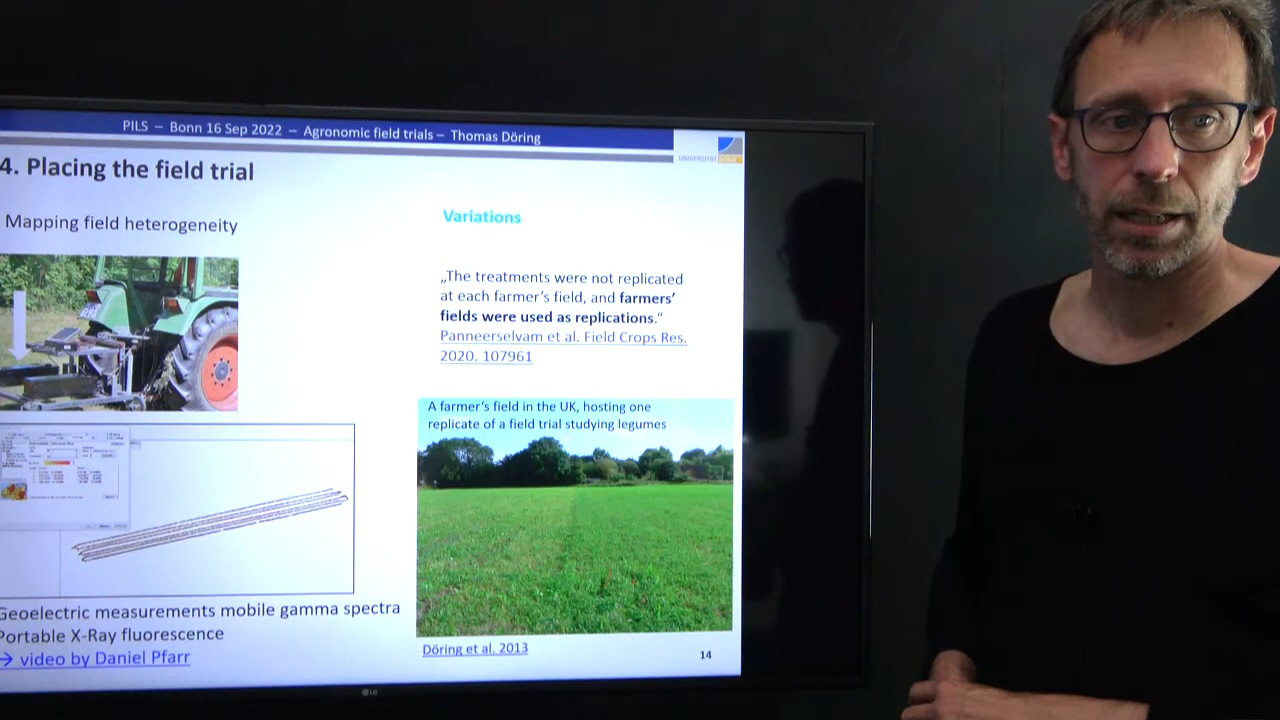 PILS – Bonn 16 Sep 2022 – Agronomic field trials – Thomas Döring
UNIVERSITÄT BONN
4. Placing the field trial
Mapping field heterogeneity
Variations
„The treatments were not replicated
at each farmer's field, and farmers'
fields were used as replications.“
Panneerselvam et al. Field Crops Res.
2020. 107961
A farmer's field in the UK, hosting one
replicate of a field trial studying legumes
Geoelectric measurements mobile gamma spectra
Portable X-Ray fluorescence
→ video by Daniel Pfarr
Döring et al. 2013
14
LG